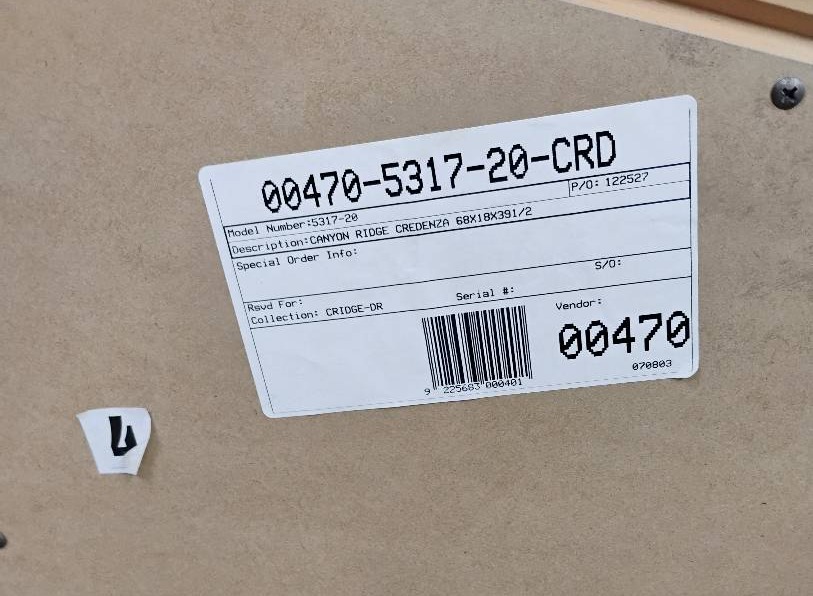 00470-5317-20-CRD
Model Number:5317-20 P/O: 122527
Description:CANYON RIDGE CREDENZA 68X18X391/2
Special Order Info:
S/O:
Rsvd For: Serial #:
Collection: CRIDGE-DR Vendor:
00470
9 225683 000401
070803
4